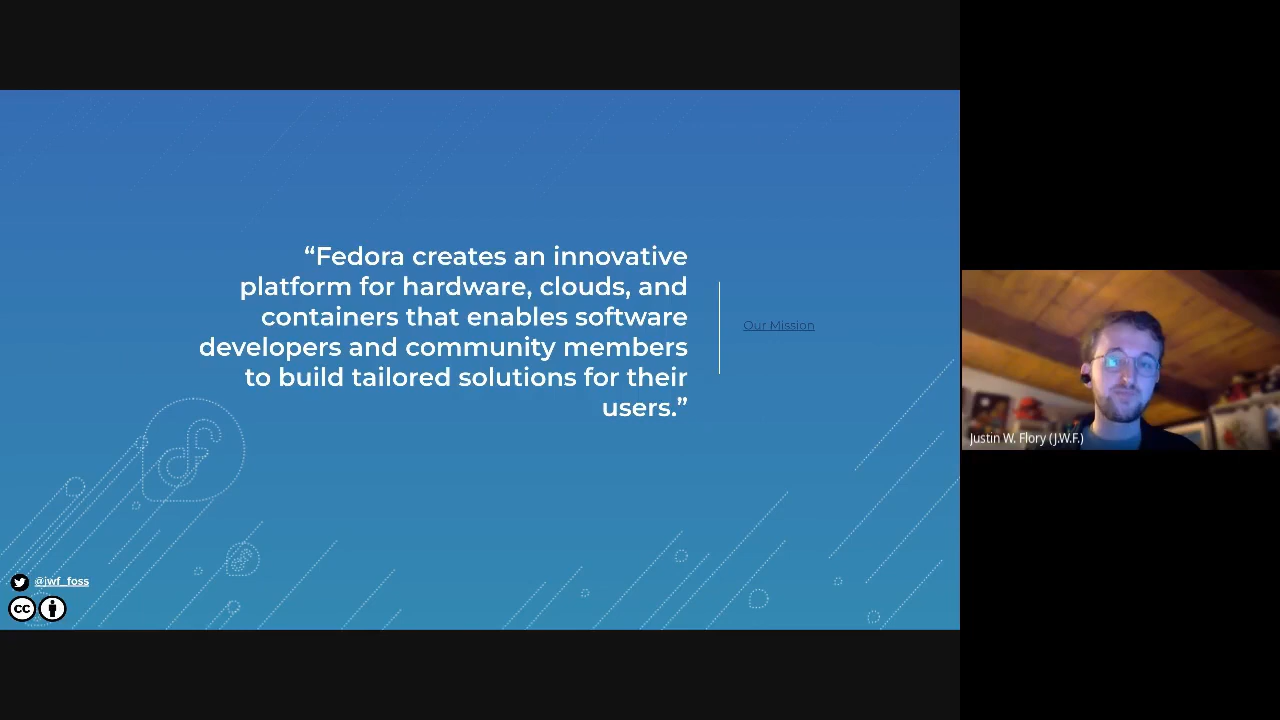 “Fedora creates an innovative
platform for hardware, clouds, and
containers that enables software
developers and community members
to build tailored solutions for their
users.”
Our Mission
@jwf_foss
cc
Justin W. Flory (J.W.F.)